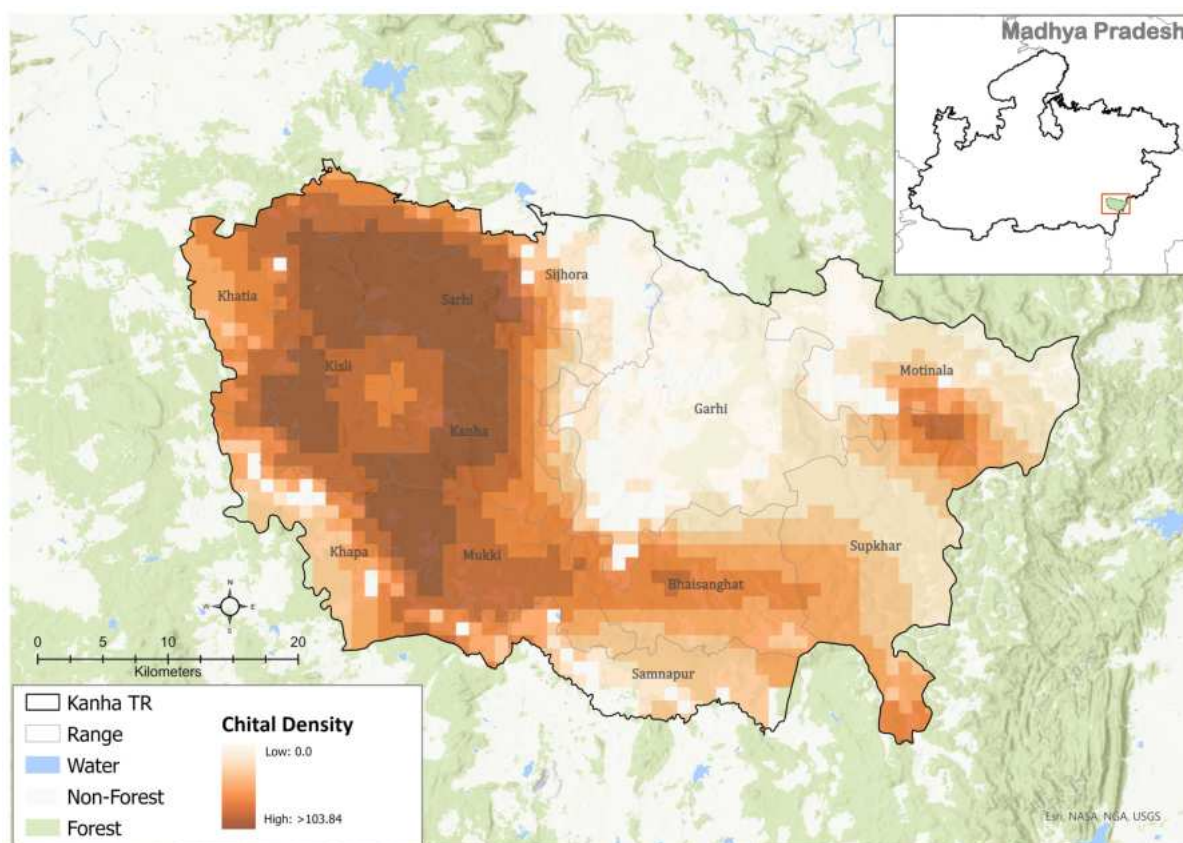 Madhya Pradesh
Sijhora
Khatia
Sarhi
Kisli
Motinala
Garhi
Kanha
Khapa
Mukki
Supkhar
Bhaisanghat
Samnapur
N
W E
S
0 5 10 20
Kilometers
Kanha TR
Range
Water
Non-Forest
Forest
Chital Density
Low: 0.0
High: >103.84
Esri, NASA, NGA, USGS